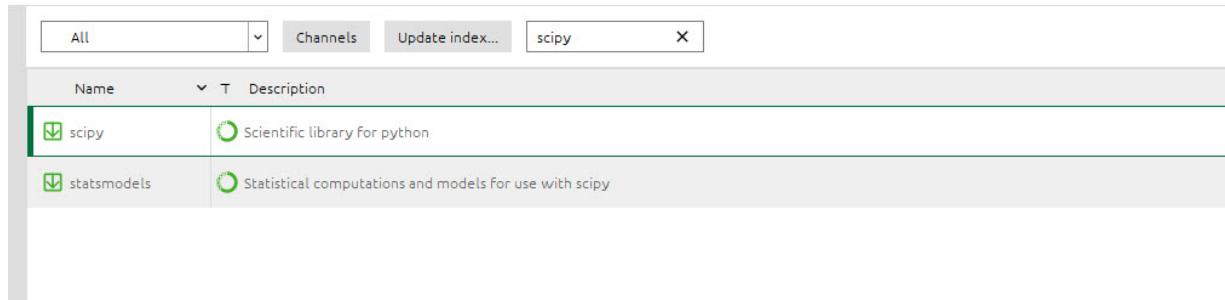 All Channels Update index... scipy ✕
Name T Description
scipy Scientific library for python
statsmodels Statistical computations and models for use with scipy